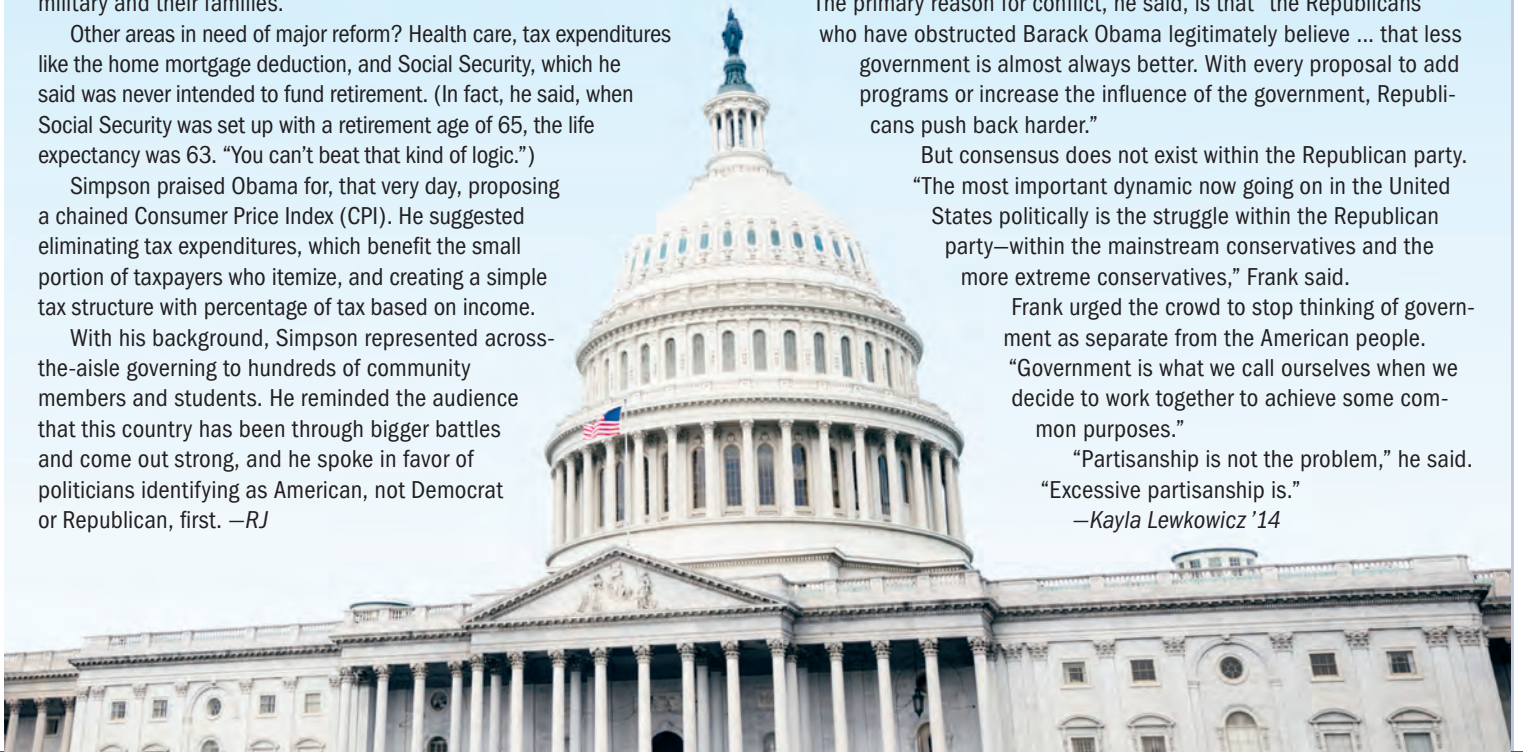 military and their families.
Other areas in need of major reform? Health care, tax expenditures
like the home mortgage deduction, and Social Security, which he
said was never intended to fund retirement. (In fact, he said, when
Social Security was set up with a retirement age of 65, the life
expectancy was 63. “You can’t beat that kind of logic.”)
Simpson praised Obama for, that very day, proposing
a chained Consumer Price Index (CPI). He suggested
eliminating tax expenditures, which benefit the small
portion of taxpayers who itemize, and creating a simple
tax structure with percentage of tax based on income.
With his background, Simpson represented across-
the-aisle governing to hundreds of community
members and students. He reminded the audience
that this country has been through bigger battles
and come out strong, and he spoke in favor of
politicians identifying as American, not Democrat
or Republican, first. —RJ
The primary reason for conflict, he said, is that “the Republicans
who have obstructed Barack Obama legitimately believe ... that less
government is almost always better. With every proposal to add
programs or increase the influence of the government, Republi-
cans push back harder.”
But consensus does not exist within the Republican party.
“The most important dynamic now going on in the United
States politically is the struggle within the Republican
party—within the mainstream conservatives and the
more extreme conservatives,” Frank said.
Frank urged the crowd to stop thinking of govern-
ment as separate from the American people.
“Government is what we call ourselves when we
decide to work together to achieve some com-
mon purposes.”
“Partisanship is not the problem,” he said.
“Excessive partisanship is.”
—Kayla Lewkowicz ’14